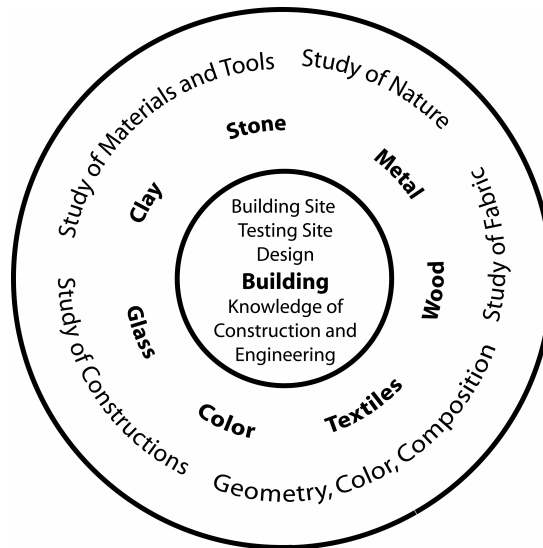 Study of Materials and Tools
Study of Nature
Study of Fabric
Geometry, Color, Composition
Study of Constructions
Stone
Metal
Wood
Textiles
Color
Glass
Clay
Building Site
Testing Site
Design
Building
Knowledge of
Construction and
Engineering